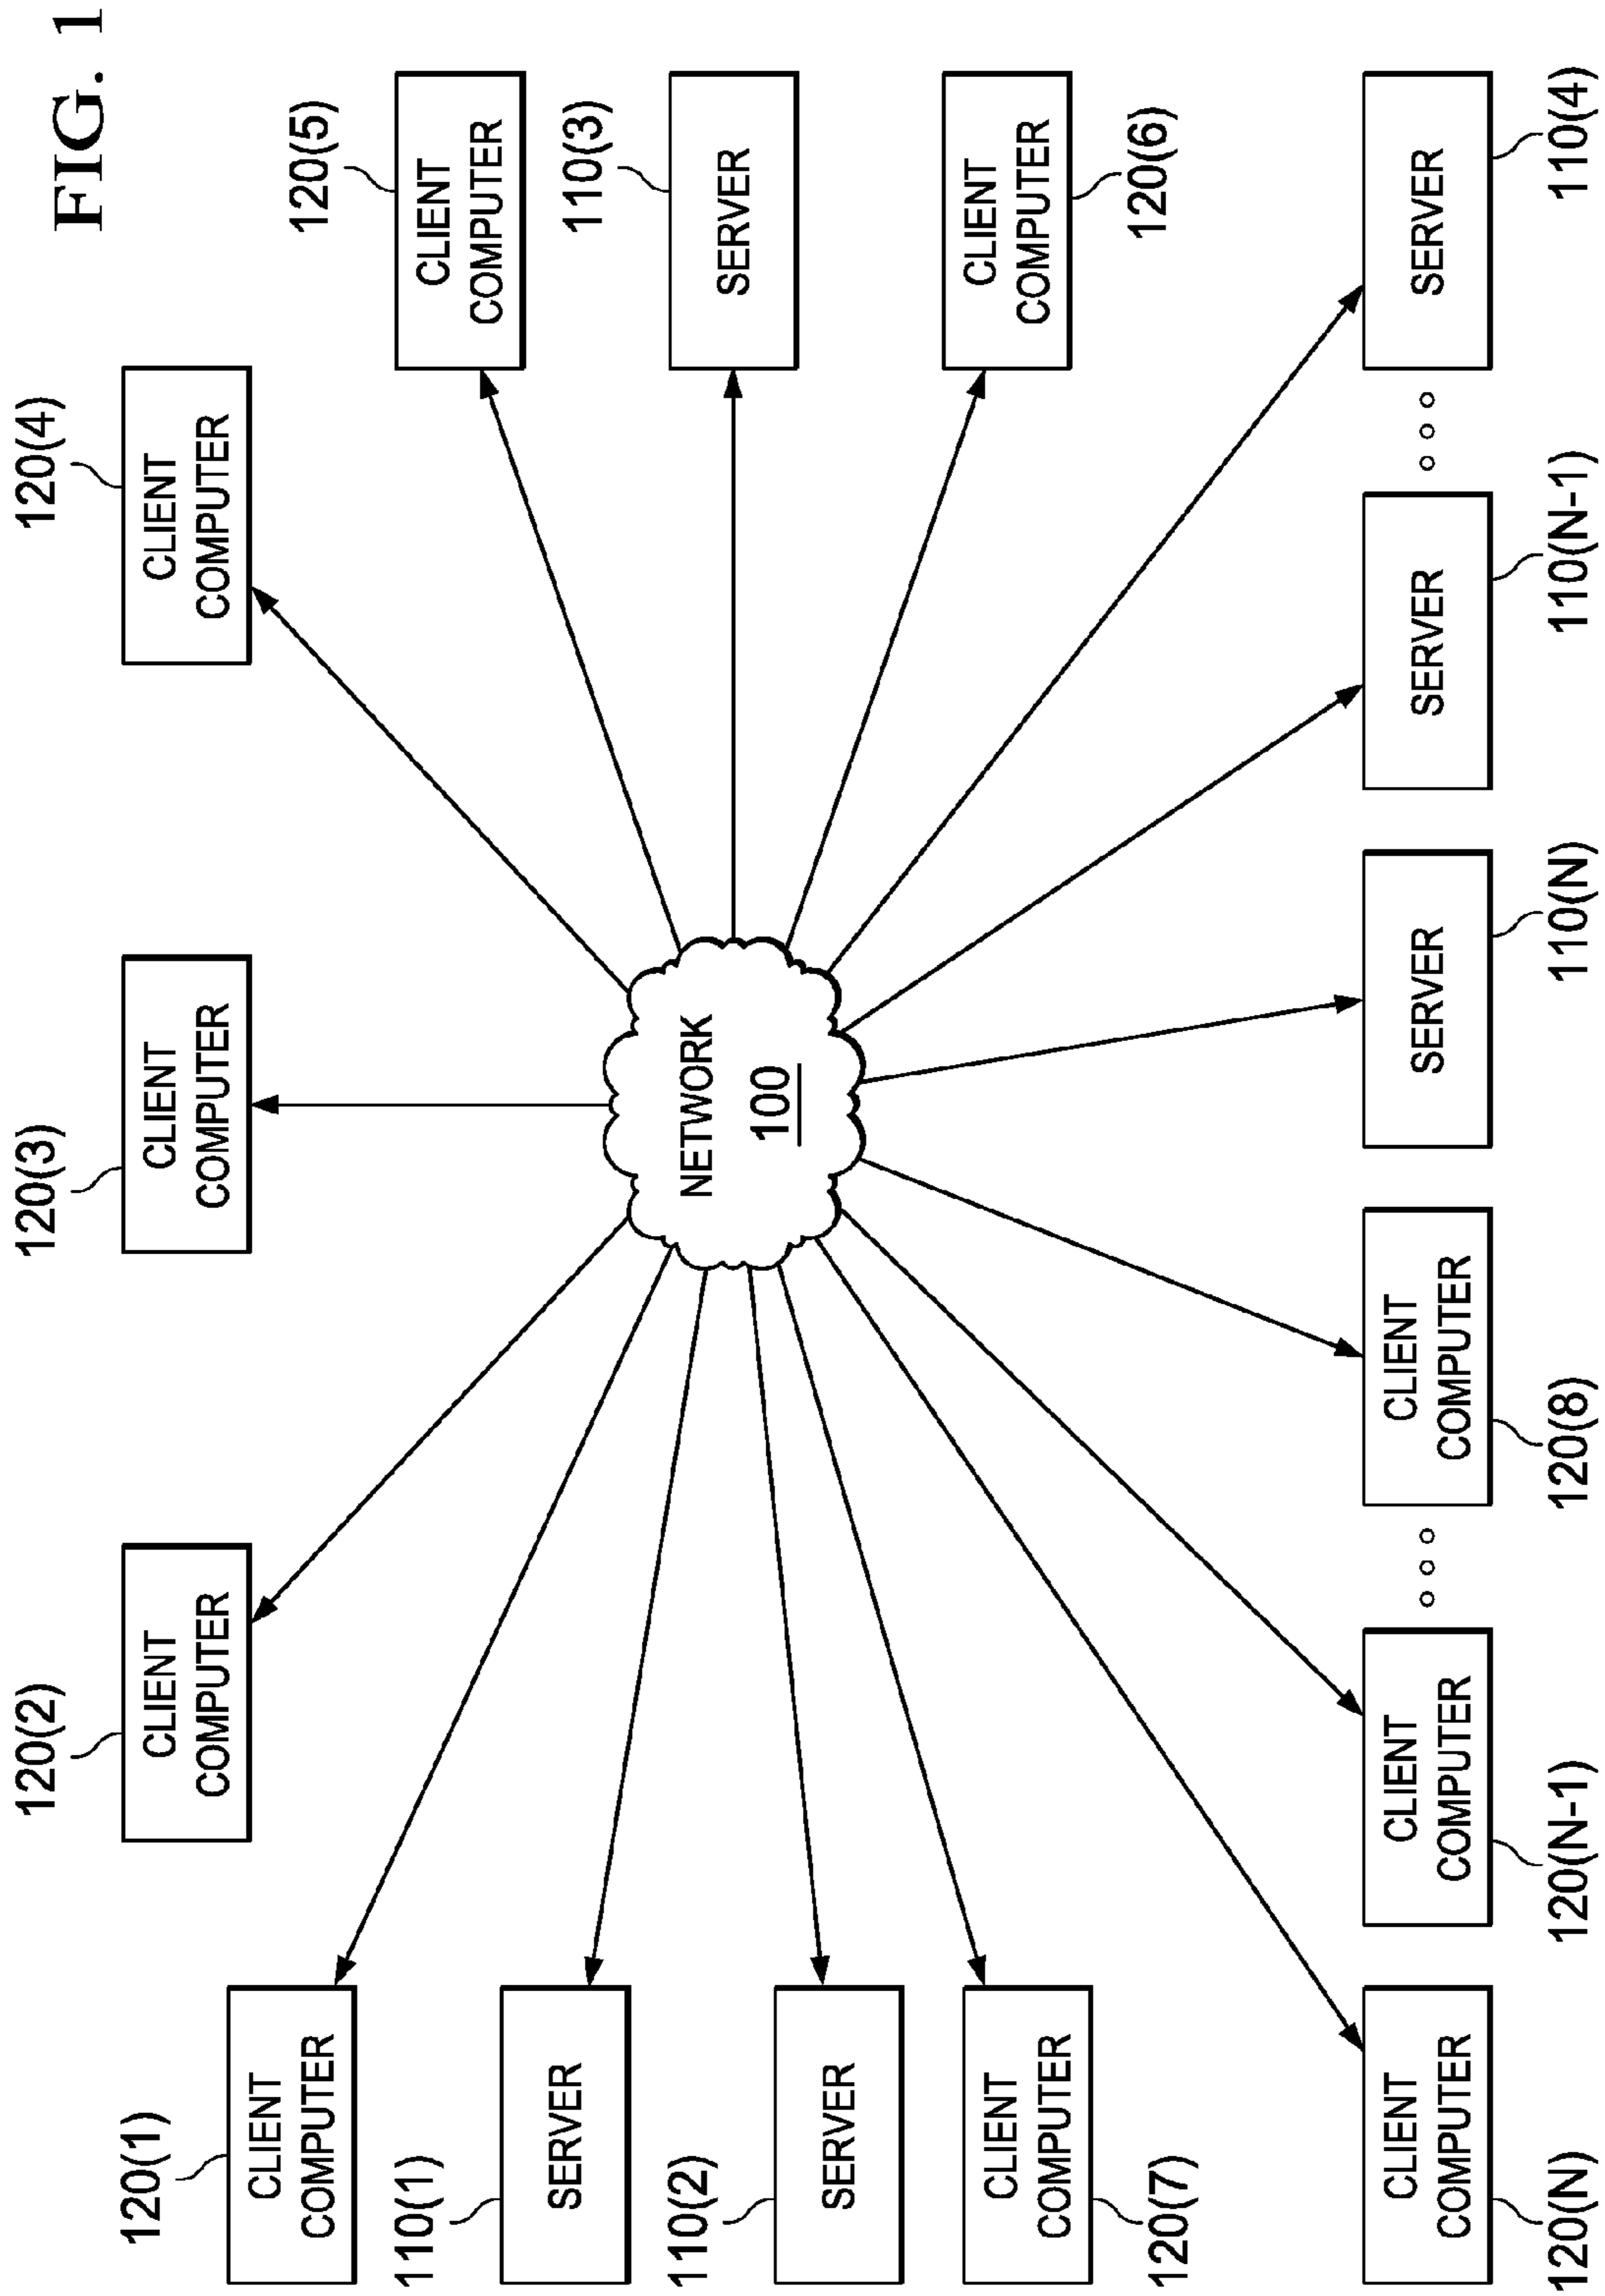 FIG. 1
120(2)
CLIENT
COMPUTER
120(3)
CLIENT
COMPUTER
120(4)
CLIENT
COMPUTER
120(1)
CLIENT
COMPUTER
120(5)
CLIENT
COMPUTER
110(1)
SERVER
110(3)
SERVER
NETWORK
100
110(2)
SERVER
CLIENT
COMPUTER
120(7)
CLIENT
COMPUTER
120(6)
CLIENT
COMPUTER
120(N)
CLIENT
COMPUTER
120(N-1)
CLIENT
COMPUTER
120(8)
SERVER
110(N)
SERVER
110(N-1)
SERVER
110(4)